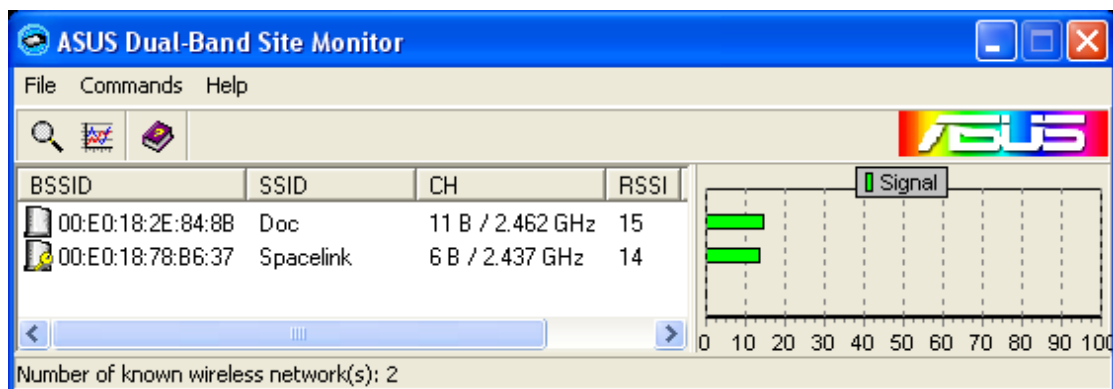 ASUS Dual-Band Site Monitor
File Commands Help
ASUS
BSSID SSID CH RSSI
00:E0:18:2E:84:8B Doc 11 B / 2.462 GHz 15
00:E0:18:78:B6:37 Spacelink 6 B / 2.437 GHz 14
Signal
0 10 20 30 40 50 60 70 80 90 100
Number of known wireless network(s): 2